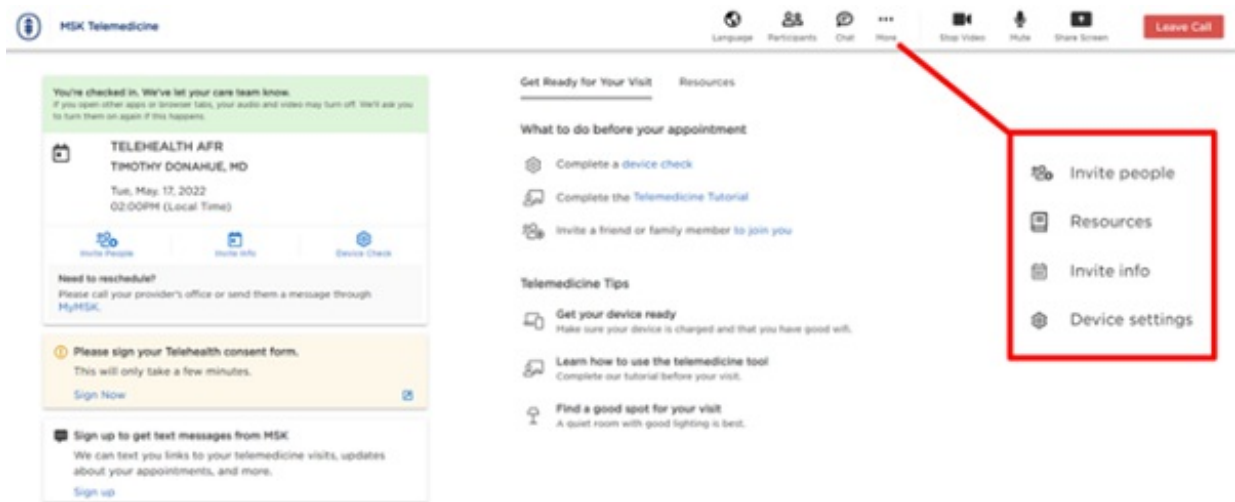 MSK Telemedicine
Language
Participants
Chat
More
Stop Video
Mute
Share Screen
Leave Call
You're checked in. We've let your care team know.
If you open other apps or browser tabs, your audio and video may turn off. We'll ask you
to turn them on again if this happens.
TELEHEALTH AFR
TIMOTHY DONAHUE, MD
Tue, May. 17, 2022
02:00PM (Local Time)
Invite People
Invite Info
Device Check
Need to reschedule?
Please call your provider's office or send them a message through
MyMSK.
Please sign your Telehealth consent form.
This will only take a few minutes.
Sign Now
Sign up to get text messages from MSK
We can text you links to your telemedicine visits, updates
about your appointments, and more.
Sign up
Get Ready for Your Visit
Resources
What to do before your appointment
Complete a device check
Complete the Telemedicine Tutorial
Invite a friend or family member to join you
Telemedicine Tips
Get your device ready
Make sure your device is charged and that you have good wifi.
Learn how to use the telemedicine tool
Complete our tutorial before your visit.
Find a good spot for your visit
A quiet room with good lighting is best.
Invite people
Resources
Invite info
Device settings